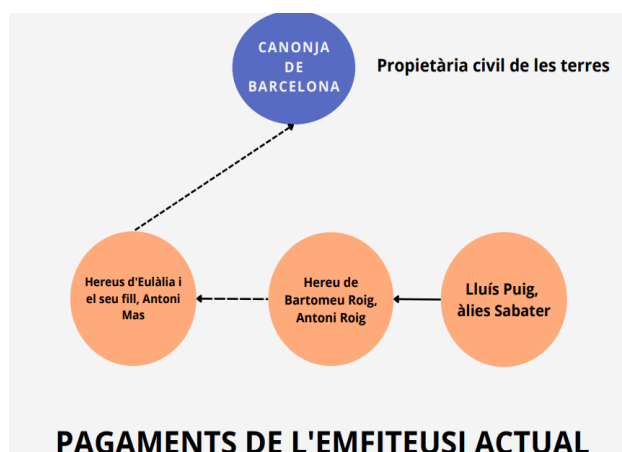 CANONJA
DE
BARCELONA
Propietària civil de les terres
Hereus d'Eulàlia i
el seu fill, Antoni
Mas
Hereu de
Bartomeu Roig,
Antoni Roig
Lluís Puig,
àlies Sabater
PAGAMENTS DE L'EMFITEUSI ACTUAL